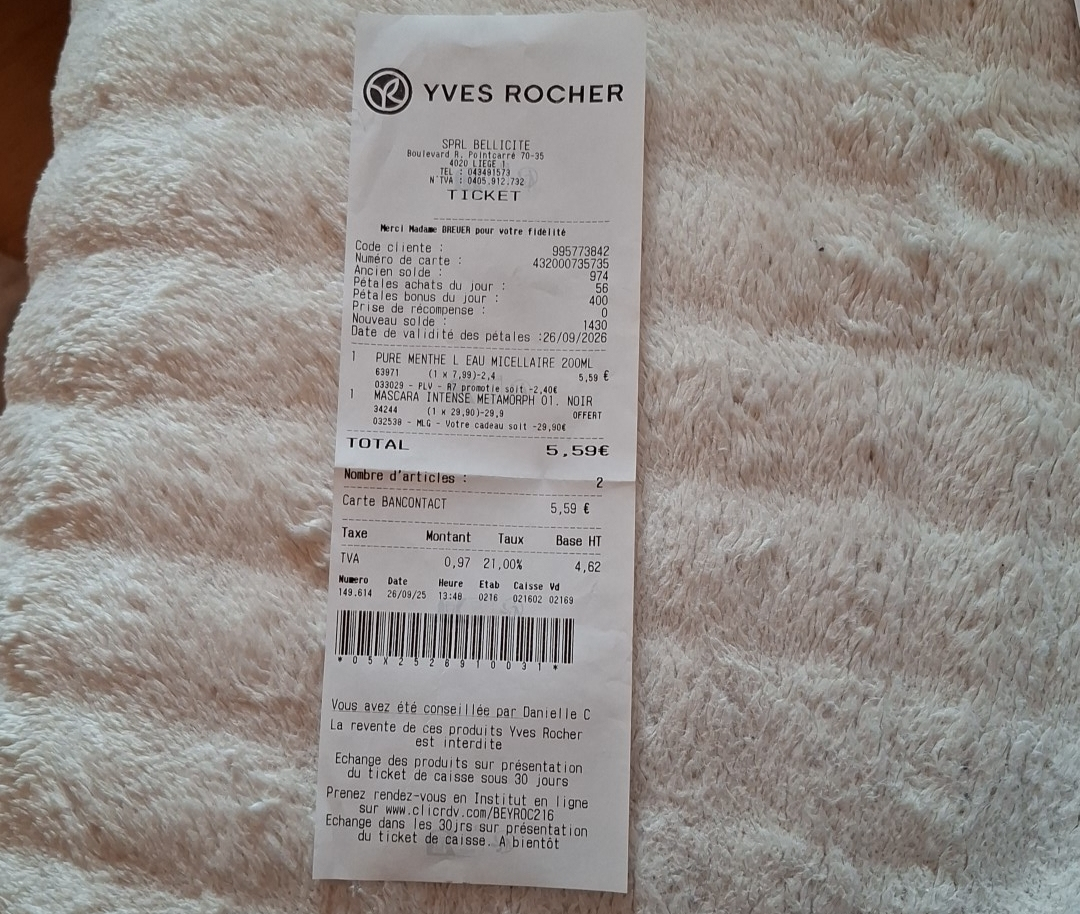 YVES ROCHER
SPRL BELLICITE
Boulevard R. Pointcarré 70-35
4020 LIEGE 1
TEL : 043491573
N°TVA : 0405.912.732
TICKET
Merci Madame BREUER pour votre fidelité
Code cliente : 995773842
Numéro de carte : 432000735735
Ancien solde : 974
Pétales achats du jour : 56
Pétales bonus du jour : 400
Prise de récompense : 0
Nouveau solde : 1430
Date de validité des pétales :26/09/2026
1 PURE MENTHE L EAU MICELLAIRE 200ML
63971 (1 x 7,99)-2,4 5,59 €
033029 - PLV - R7 promotie soit -2,40€
1 MASCARA INTENSE METAMORPH 01. NOIR
34244 (1 x 29,90)-29,9 OFFERT
032538 - MLG - Votre cadeau soit -29,90€
TOTAL 5,59€
Nombre d'articles : 2
Carte BANCONTACT 5,59 €
Taxe Montant Taux Base HT
TVA 0,97 21,00% 4,62
Numero Date Heure Etab Caisse Vd
149.614 26/09/25 13:48 0216 021602 02169
*05X2526910031*
Vous avez été conseillée par Danielle C
La revente de ces produits Yves Rocher
est interdite
Echange des produits sur présentation
du ticket de caisse sous 30 jours
Prenez rendez-vous en Institut en ligne
sur www.clicrdv.com/BEYROC216
Echange dans les 30jrs sur présentation
du ticket de caisse. A bientôt